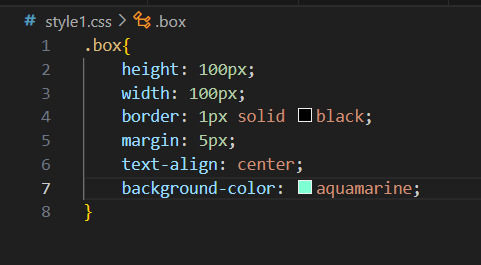 # style1.css > .box
1 .box{
2 height: 100px;
3 width: 100px;
4 border: 1px solid black;
5 margin: 5px;
6 text-align: center;
7 background-color: aquamarine;
8 }